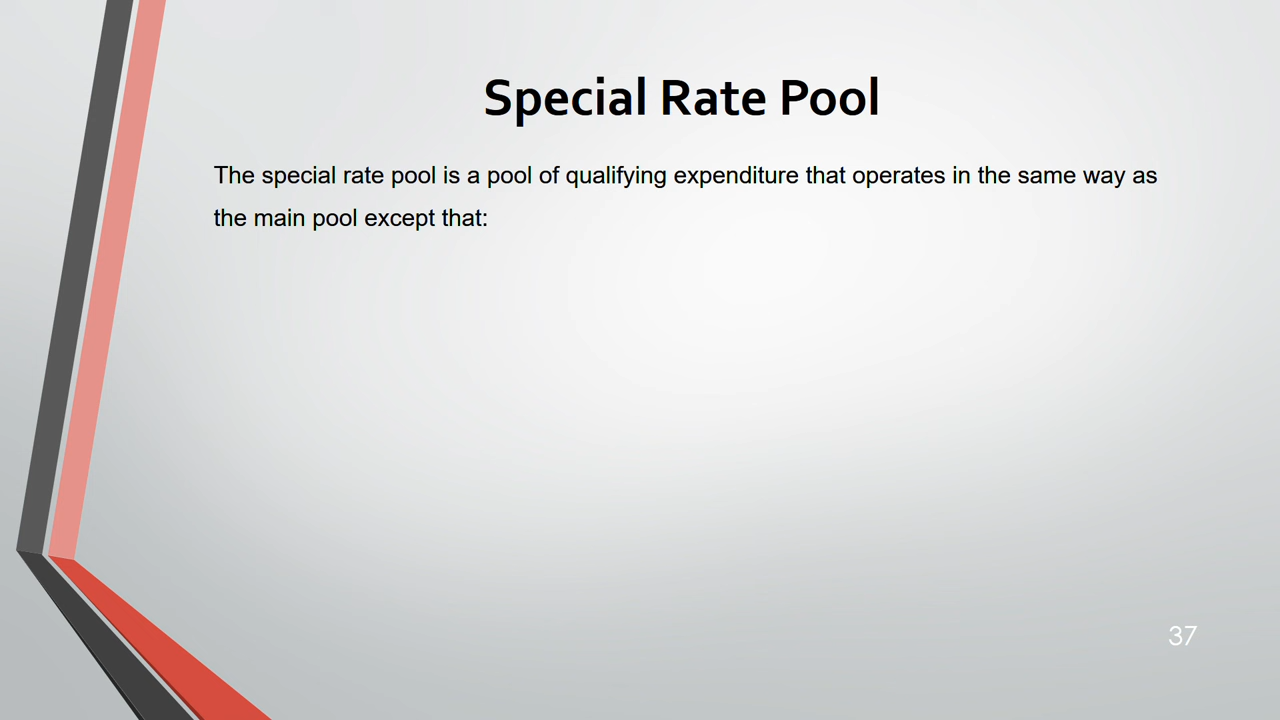 Special Rate Pool
The special rate pool is a pool of qualifying expenditure that operates in the same way as
the main pool except that:
37